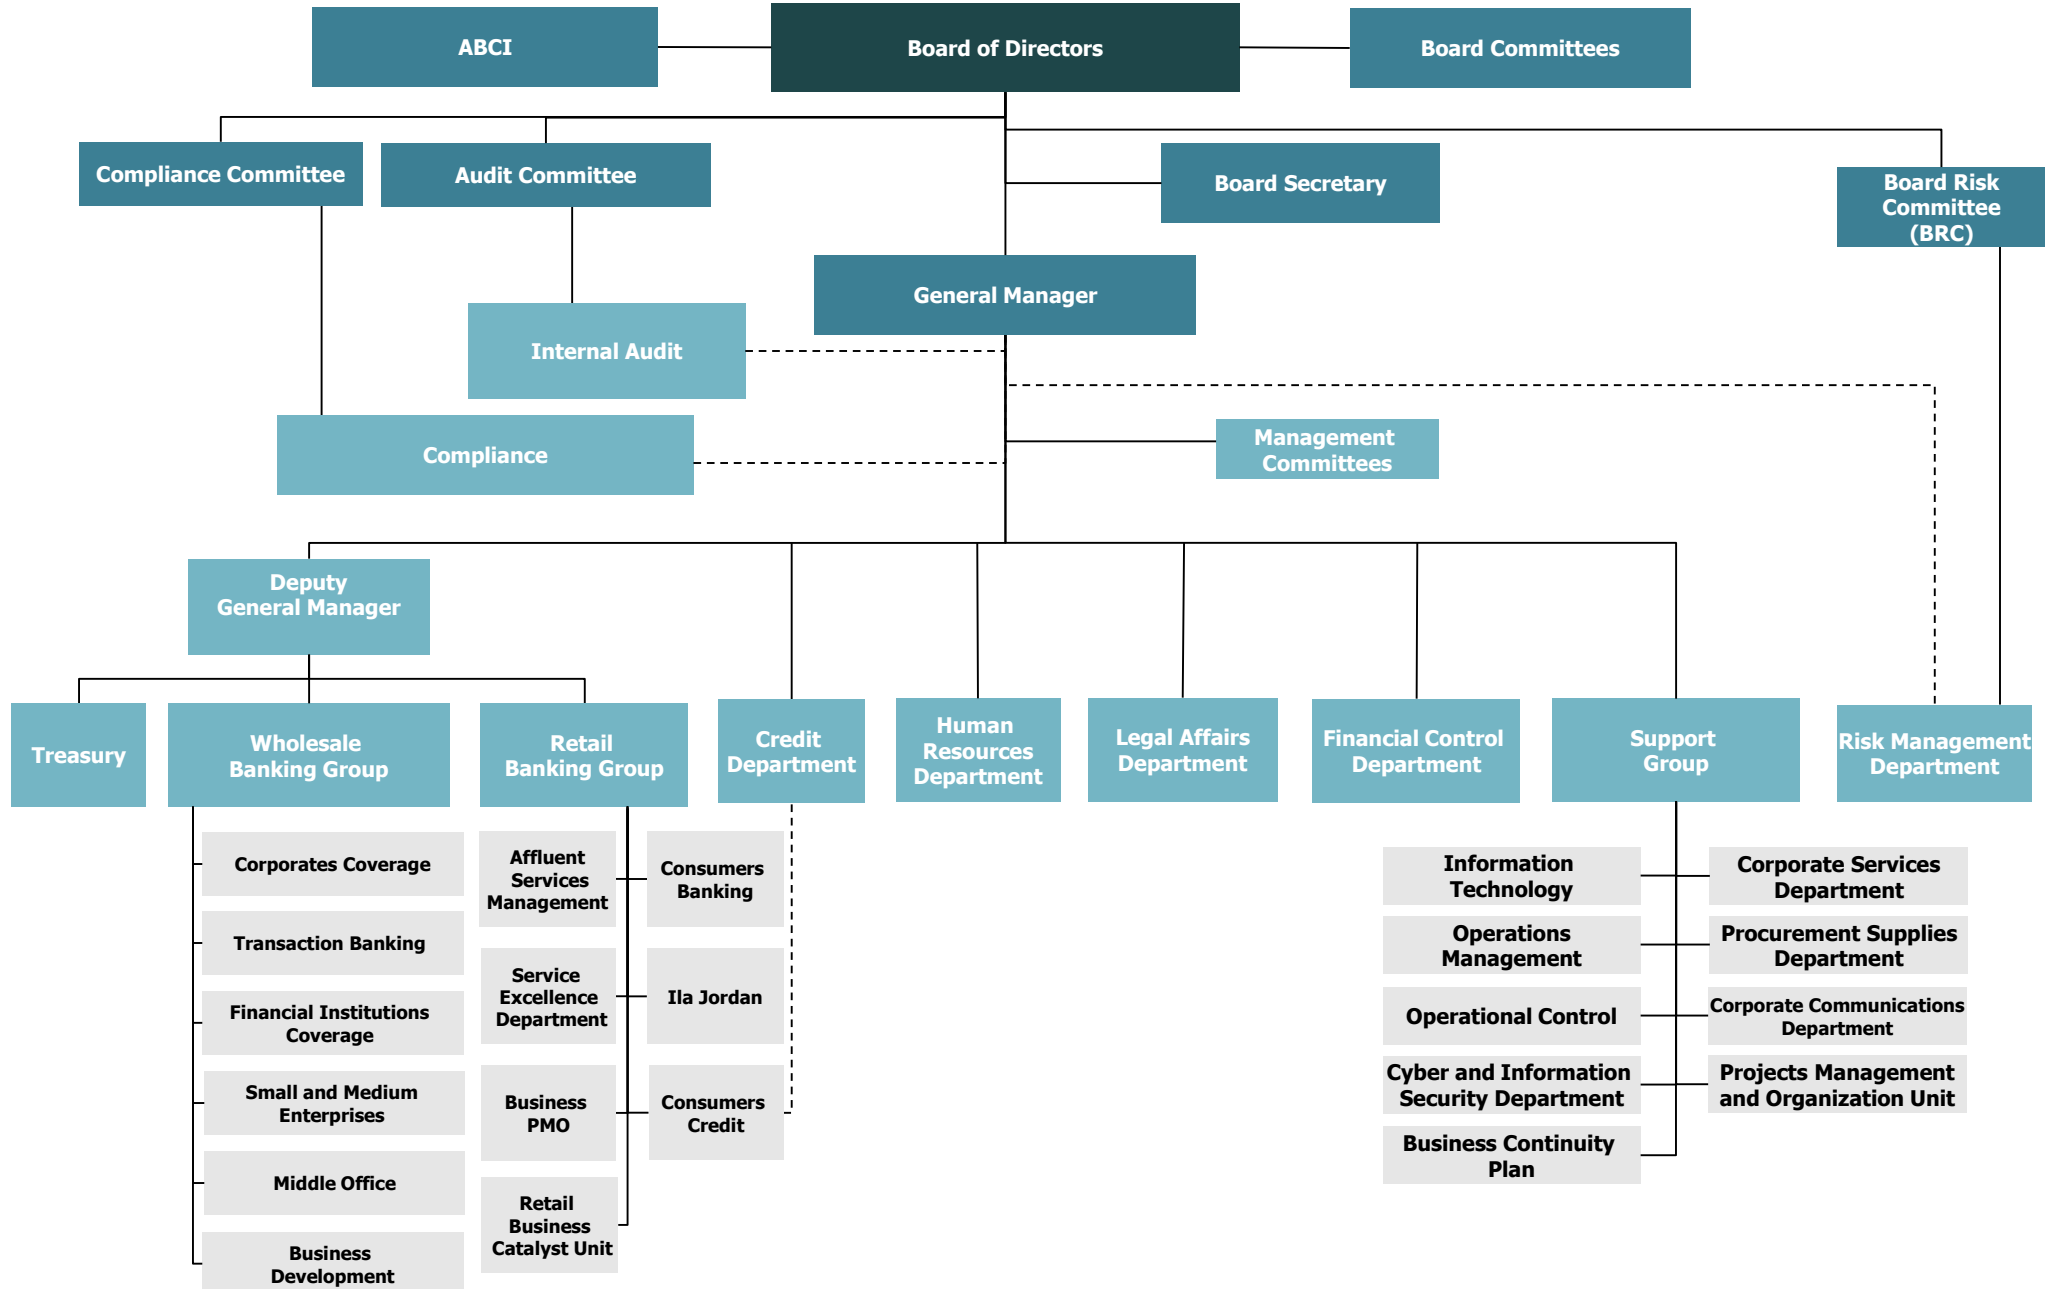 ABCI
Board of Directors
Board Committees
Compliance Committee
Audit Committee
Board Secretary
Board Risk
Committee
(BRC)
General Manager
Internal Audit
Compliance
Management
Committees
Deputy
General Manager
Treasury
Wholesale
Banking Group
Retail
Banking Group
Credit
Department
Human
Resources
Department
Legal Affairs
Department
Financial Control
Department
Support
Group
Risk Management
Department
Corporates Coverage
Transaction Banking
Financial Institutions
Coverage
Small and Medium
Enterprises
Middle Office
Business
Development
Affluent
Services
Management
Consumers
Banking
Service
Excellence
Department
Ila Jordan
Business
PMO
Consumers
Credit
Retail
Business
Catalyst Unit
Information
Technology
Corporate Services
Department
Operations
Management
Procurement Supplies
Department
Operational Control
Corporate Communications
Department
Cyber and Information
Security Department
Projects Management
and Organization Unit
Business Continuity
Plan